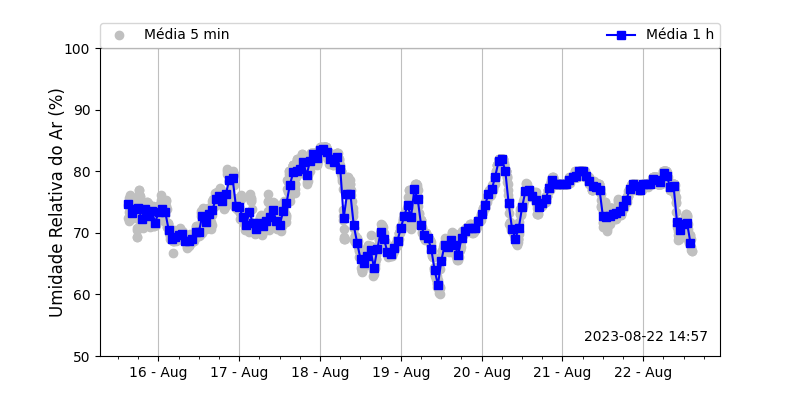 Média 5 min
Média 1 h
100
90
80
70
60
50
Umidade Relativa do Ar (%)
2023-08-22 14:57
16 - Aug
17 - Aug
18 - Aug
19 - Aug
20 - Aug
21 - Aug
22 - Aug